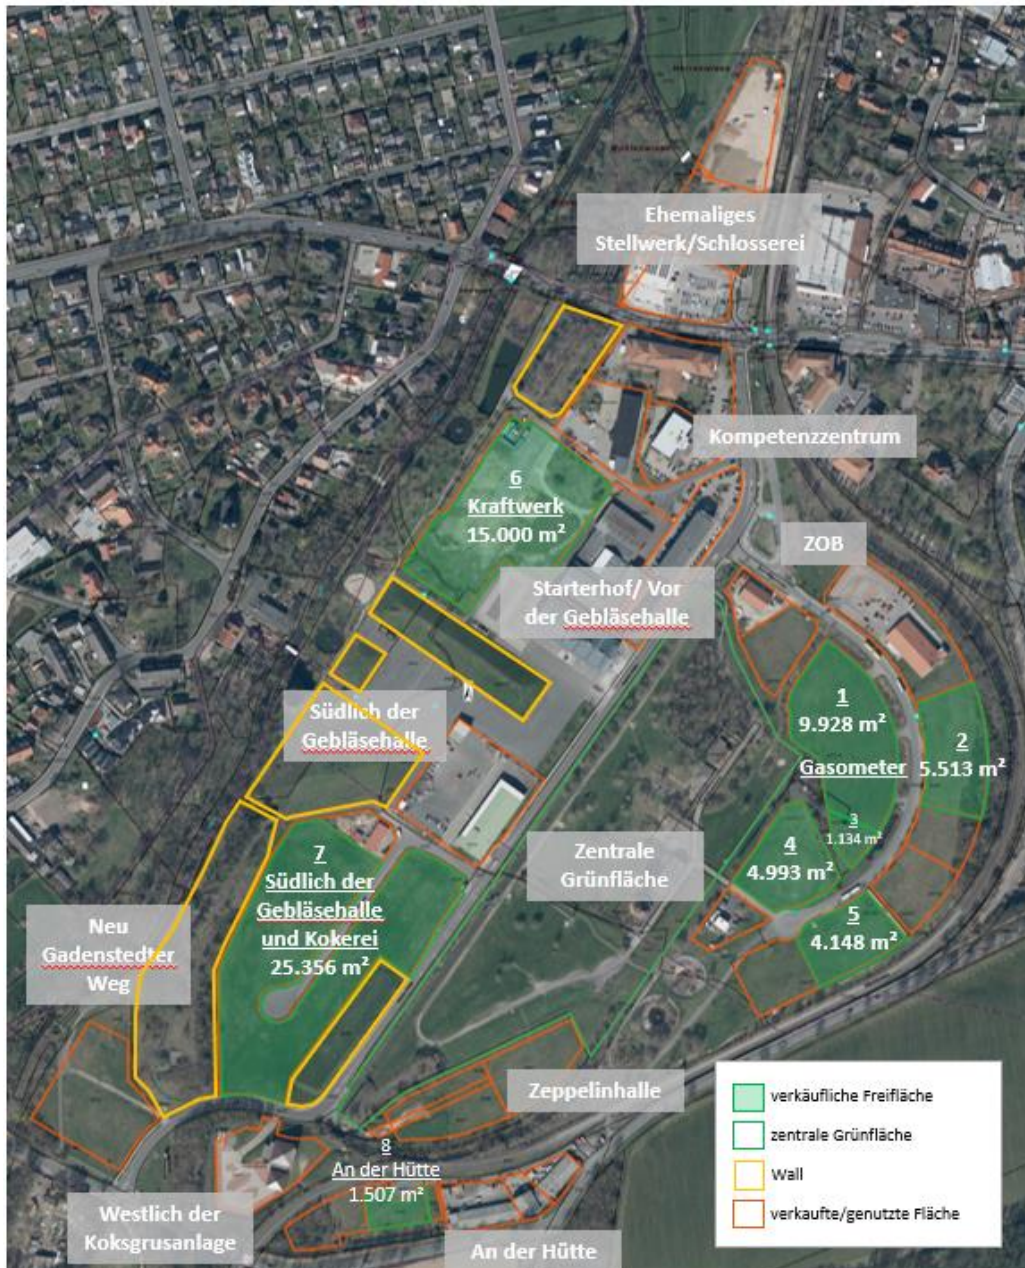 Ehemaliges
Stellwerk/Schlosserei
Kompetenzzentrum
6
Kraftwerk
15.000 m²
ZOB
Starterhof/ Vor
der Gebläsehalle
1
9.928 m²
Südlich der
Gebläsehalle
2
5.513 m²
Gasometer
3
1.134 m²
4
4.993 m²
Zentrale
Grünfläche
7
Südlich der
Gebläsehalle
und Kokerei
25.356 m²
5
4.148 m²
Neu
Gadenstedter
Weg
Zeppelinhalle
8
An der Hütte
1.507 m²
Westlich der
Koksgrusanlage
An der Hütte
verkäufliche Freifläche
zentrale Grünfläche
Wall
verkaufte/genutzte Fläche